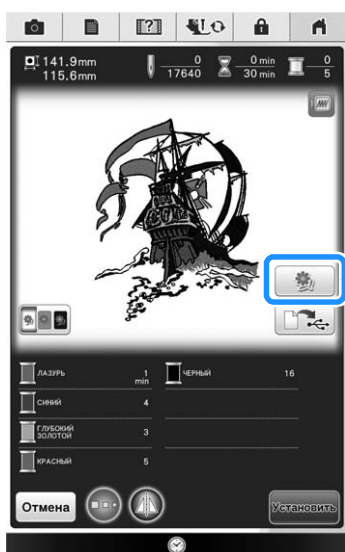 141.9mm
115.6mm
0
17640
0 min
30 min
0
5
ЛАЗУРЬ 1 min
СИНИЙ 4
ГЛУБОКИЙ
ЗОЛОТОЙ 3
КРАСНЫЙ 5
ЧЕРНЫЙ 16
Отмена
Установить